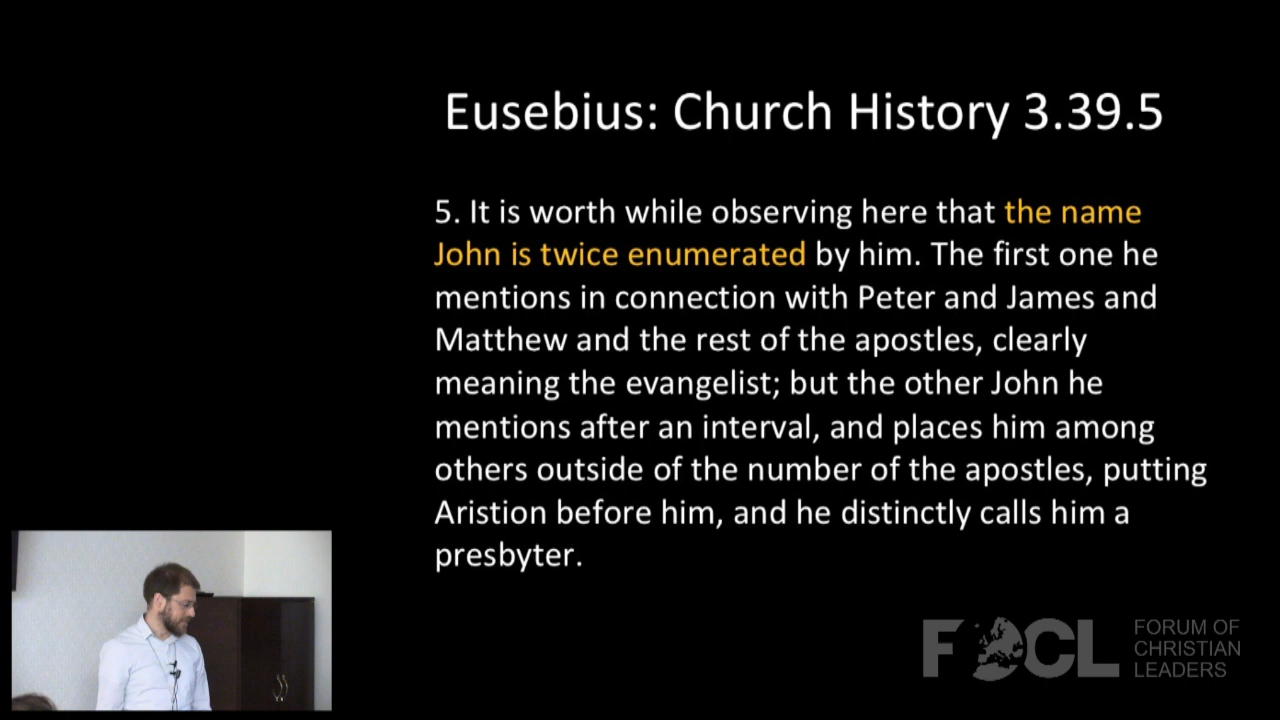 Eusebius: Church History 3.39.5
5. It is worth while observing here that the name
John is twice enumerated by him. The first one he
mentions in connection with Peter and James and
Matthew and the rest of the apostles, clearly
meaning the evangelist; but the other John he
mentions after an interval, and places him among
others outside of the number of the apostles, putting
Aristion before him, and he distinctly calls him a
presbyter.
FOCL
FORUM OF
CHRISTIAN
LEADERS